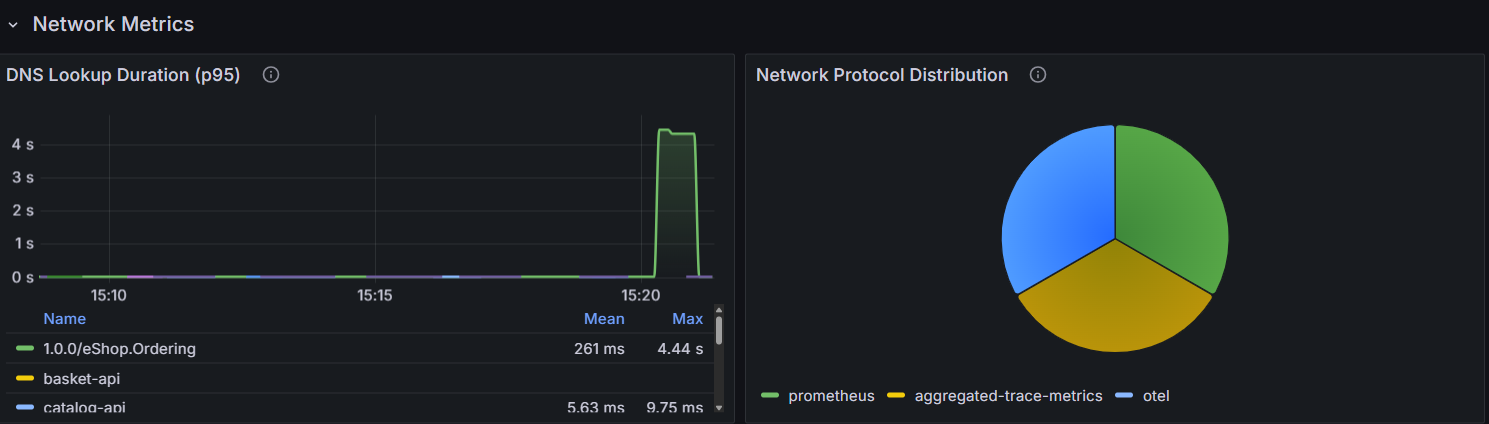 Network Metrics
DNS Lookup Duration (p95)
4 s
3 s
2 s
1 s
0 s
15:10 15:15 15:20
Name Mean Max
1.0.0/eShop.Ordering 261 ms 4.44 s
basket-api
catalog-api 5.63 ms 9.75 ms
Network Protocol Distribution
prometheus aggregated-trace-metrics otel